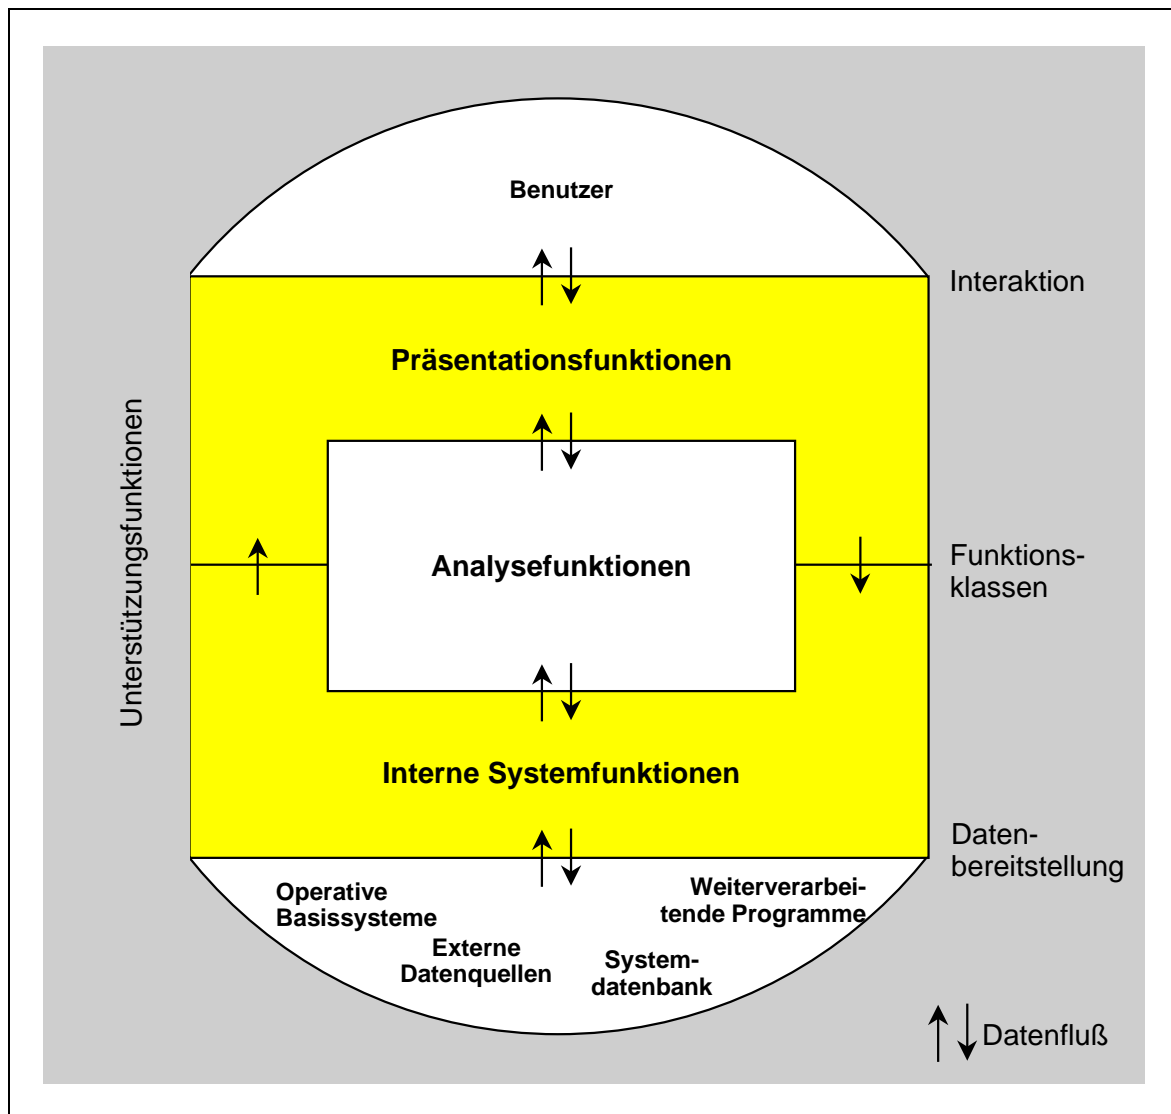 Benutzer
Interaktion
Präsentationsfunktionen
Unterstützungsfunktionen
Analysefunktionen
Funktions-
klassen
Interne Systemfunktionen
Daten-
bereitstellung
Operative
Basissysteme
Weiterverarbei-
tende Programme
Externe
Datenquellen
System-
datenbank
Datenfluß